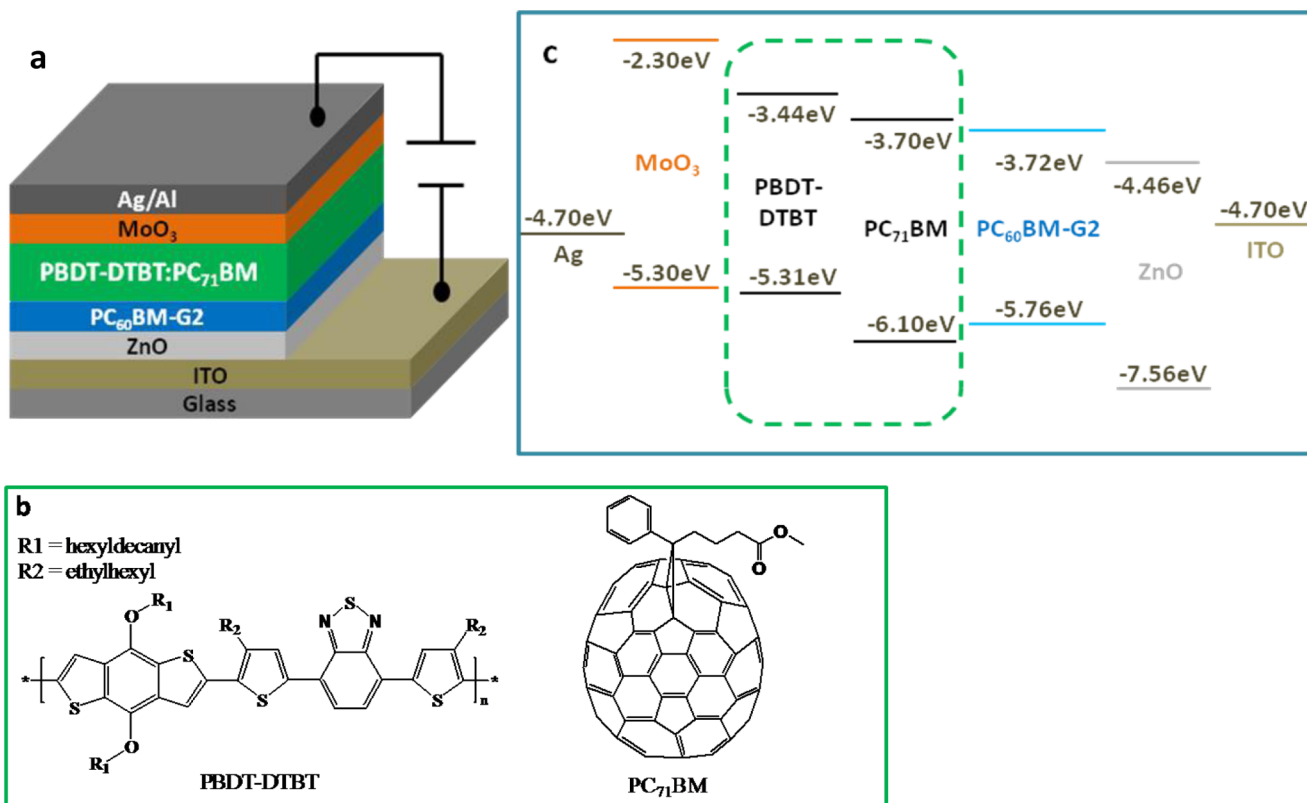 a
Ag/Al
MoO₃
PBDT-DTBT:PC₇₁BM
PC₆₀BM-G2
ZnO
ITO
Glass
c
-2.30eV
-3.44eV
-3.70eV
-3.72eV
-4.46eV
MoO₃
PBDT-
DTBT
-4.70eV
Ag
PC₇₁BM
PC₆₀BM-G2
-4.70eV
ITO
ZnO
-5.30eV
-5.31eV
-6.10eV
-5.76eV
-7.56eV
b
R1 = hexyldecanyl
R2 = ethylhexyl
R₁
O
S
N
N
R₂
R₂
S
S
S
S
*
*
n
O
R₁
PBDT-DTBT
O
O
PC₇₁BM